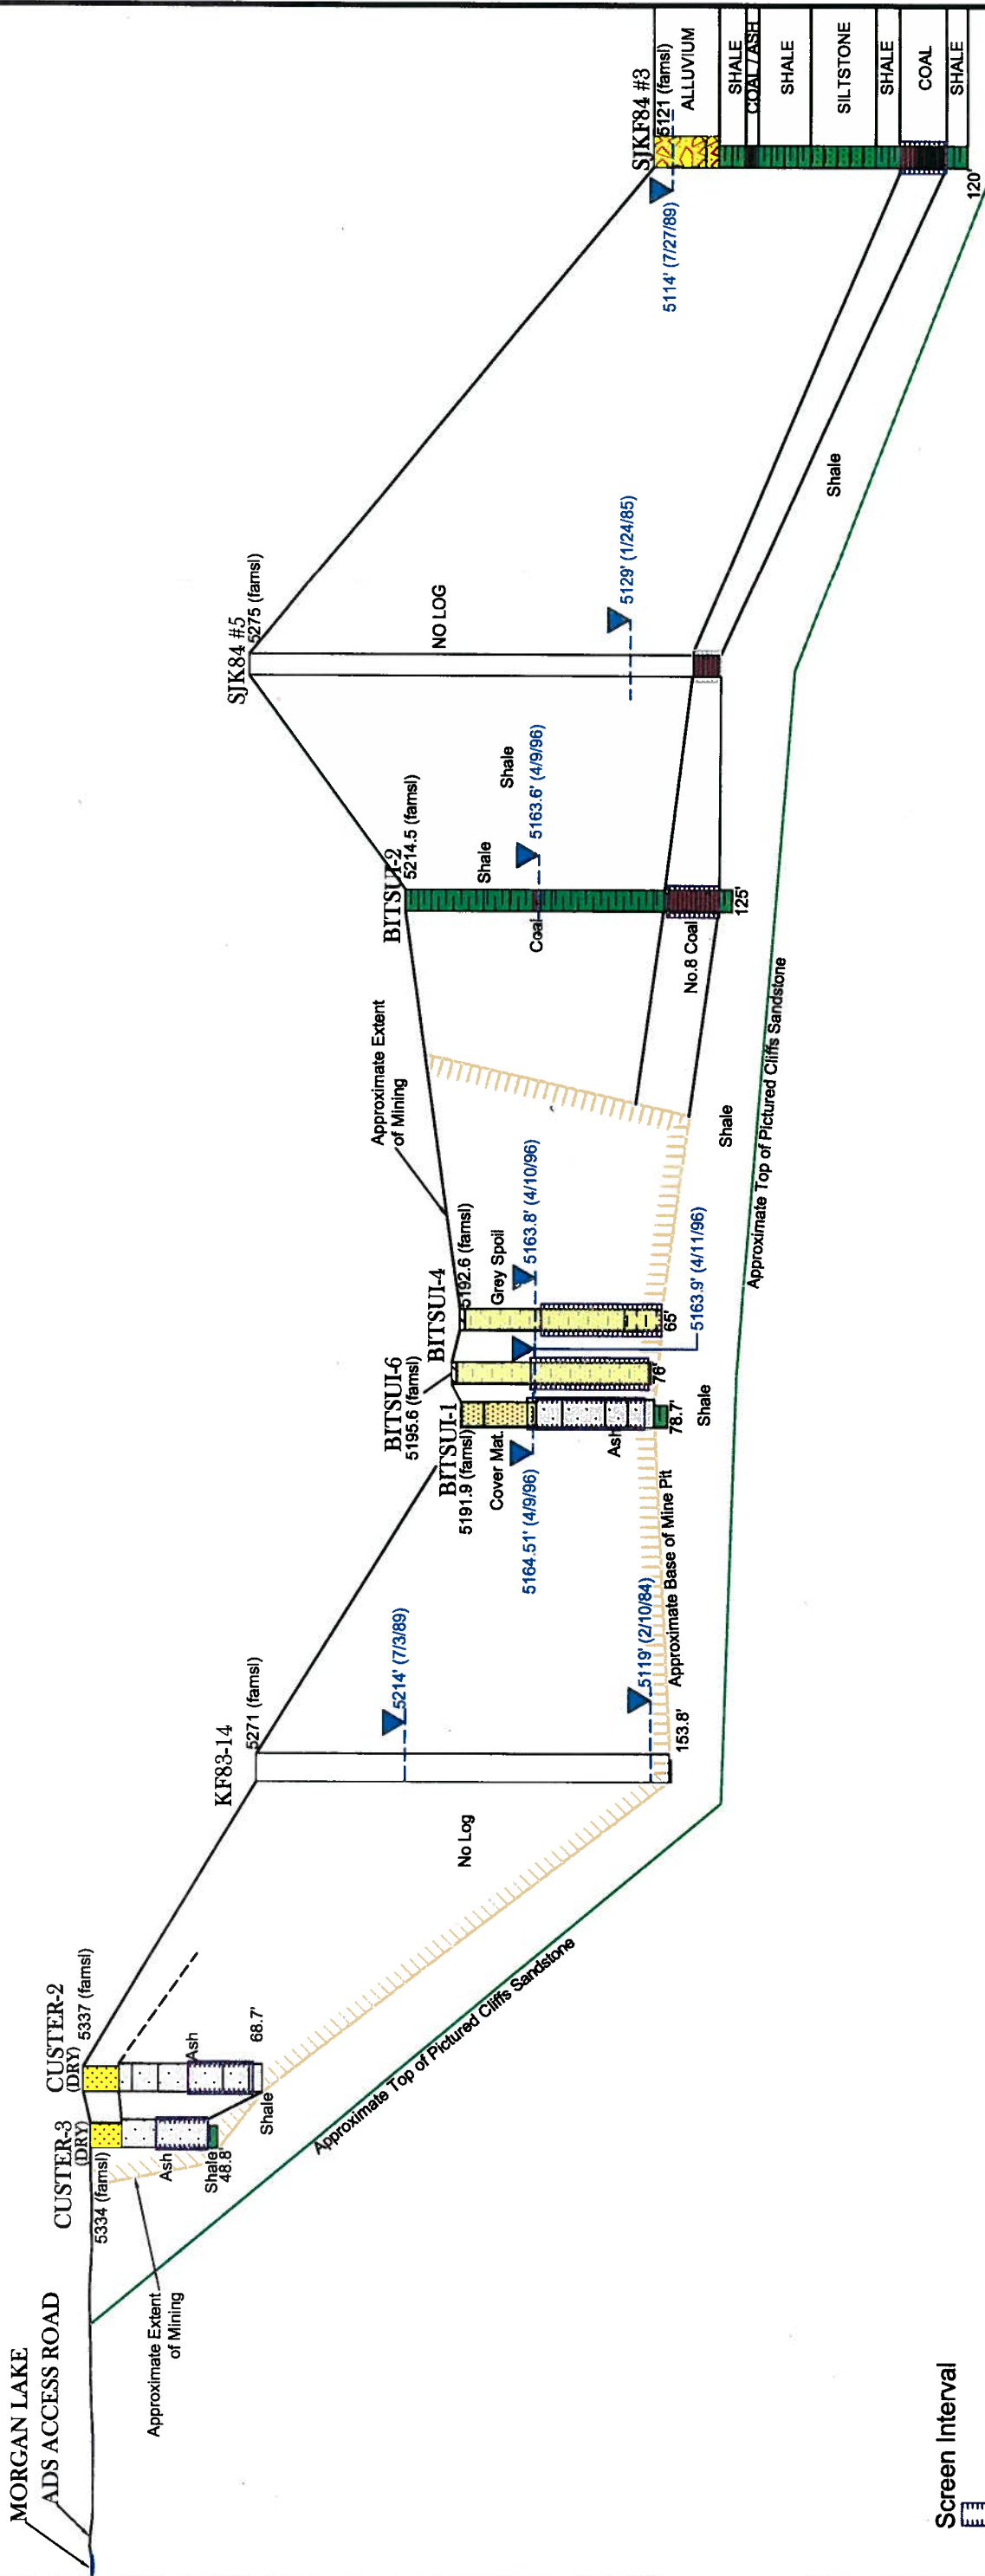 MORGAN LAKE
ADS ACCESS ROAD
Approximate Extent
of Mining
CUSTER-3
(DRY)
5334 (famsl)
Ash
Shale
48.8'
CUSTER-2
(DRY)
5337 (famsl)
Ash
68.7'
Shale
Approximate Top of Pictured Cliffs Sandstone
KF83-14
5271 (famsl)
No Log
5214' (7/3/89)
5119' (2/10/84)
153.8'
Approximate Base of Mine Pit
BITSUI-1
5191.9 (famsl)
Cover Mat.
5164.51' (4/9/96)
Ash
78.7'
Shale
BITSUI-6
5195.6 (famsl)
76'
BITSUI-4
5192.6 (famsl)
Grey Spoil
5163.8' (4/10/96)
5163.9' (4/11/96)
65'
Approximate Extent
of Mining
Shale
Approximate Top of Pictured Cliffs Sandstone
BITSUI-2
5214.5 (famsl)
Shale
Shale
Coal
5163.6' (4/9/96)
No.8 Coal
125'
SJK84 #5
5275 (famsl)
NO LOG
5129' (1/24/85)
Shale
SJKF84 #3
5121 (famsl)
5114' (7/27/89)
ALLUVIUM
SHALE
COAL / ASH
SHALE
SILTSTONE
SHALE
COAL
SHALE
120'
Screen Interval